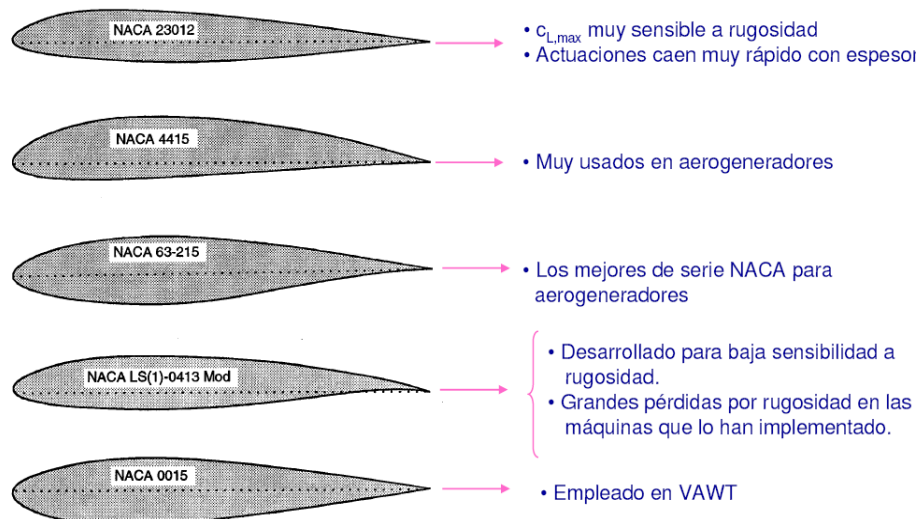 NACA 23012
• cL,max muy sensible a rugosidad
• Actuaciones caen muy rápido con espesor
NACA 4415
• Muy usados en aerogeneradores
NACA 63-215
• Los mejores de serie NACA para
aerogeneradores
NACA LS(1)-0413 Mod
• Desarrollado para baja sensibilidad a
rugosidad.
• Grandes pérdidas por rugosidad en las
máquinas que lo han implementado.
NACA 0015
• Empleado en VAWT